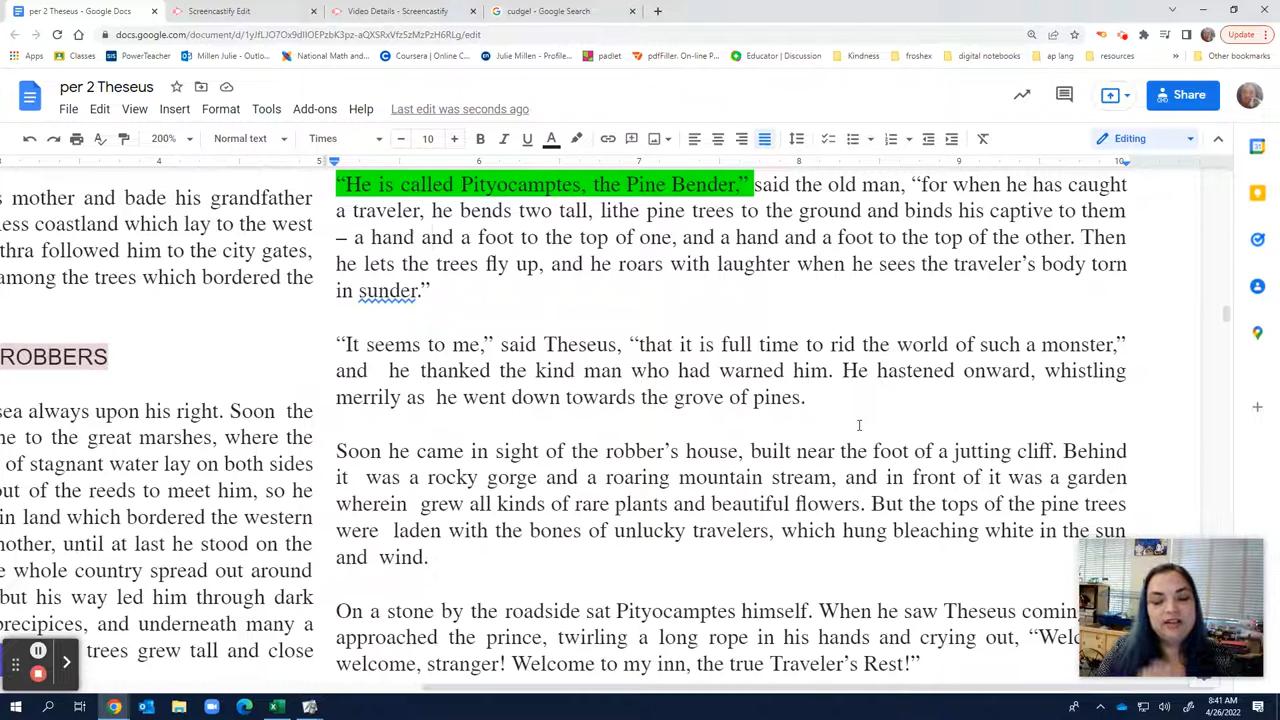 per 2 Theseus - Google Docs
Screencastify Edit
Video Details - Screencastify
cudgel - Google Search
Apps
Classes
PowerTeacher
Millen Julie - Outlo...
National Math and...
Coursera | Online C...
Julie Millen - Profile...
padlet
pdfFiller. On-line P...
Educator | Discovery
Kindness
froshex
digital notebooks
ap lang
resources
Other bookmarks
Update
per 2 Theseus
File Edit View Insert Format Tools Add-ons Help Last edit was seconds ago
Share
200% Normal text Times 10 Editing
4 5 6 7 8 9 10
s mother and bade his grandfather
less coastland which lay to the west
thra followed him to the city gates,
among the trees which bordered the
ROBBERS
sea always upon his right. Soon the
ne to the great marshes, where the
of stagnant water lay on both sides
out of the reeds to meet him, so he
in land which bordered the western
nother, until at last he stood on the
e whole country spread out around
but his way led him through dark
precipices, and underneath many a
trees grew tall and close
“He is called Pityocamptes, the Pine Bender,” said the old man, “for when he has caught
a traveler, he bends two tall, lithe pine trees to the ground and binds his captive to them
– a hand and a foot to the top of one, and a hand and a foot to the top of the other. Then
he lets the trees fly up, and he roars with laughter when he sees the traveler’s body torn
in sunder.”
“It seems to me,” said Theseus, “that it is full time to rid the world of such a monster,”
and he thanked the kind man who had warned him. He hastened onward, whistling
merrily as he went down towards the grove of pines.
Soon he came in sight of the robber’s house, built near the foot of a jutting cliff. Behind
it was a rocky gorge and a roaring mountain stream, and in front of it was a garden
wherein grew all kinds of rare plants and beautiful flowers. But the tops of the pine trees
were laden with the bones of unlucky travelers, which hung bleaching white in the sun
and wind.
On a stone by the roadside sat Pityocamptes himself. When he saw Theseus comin
approached the prince, twirling a long rope in his hands and crying out, “Welc
welcome, stranger! Welcome to my inn, the true Traveler’s Rest!”
8:41 AM
4/26/2022